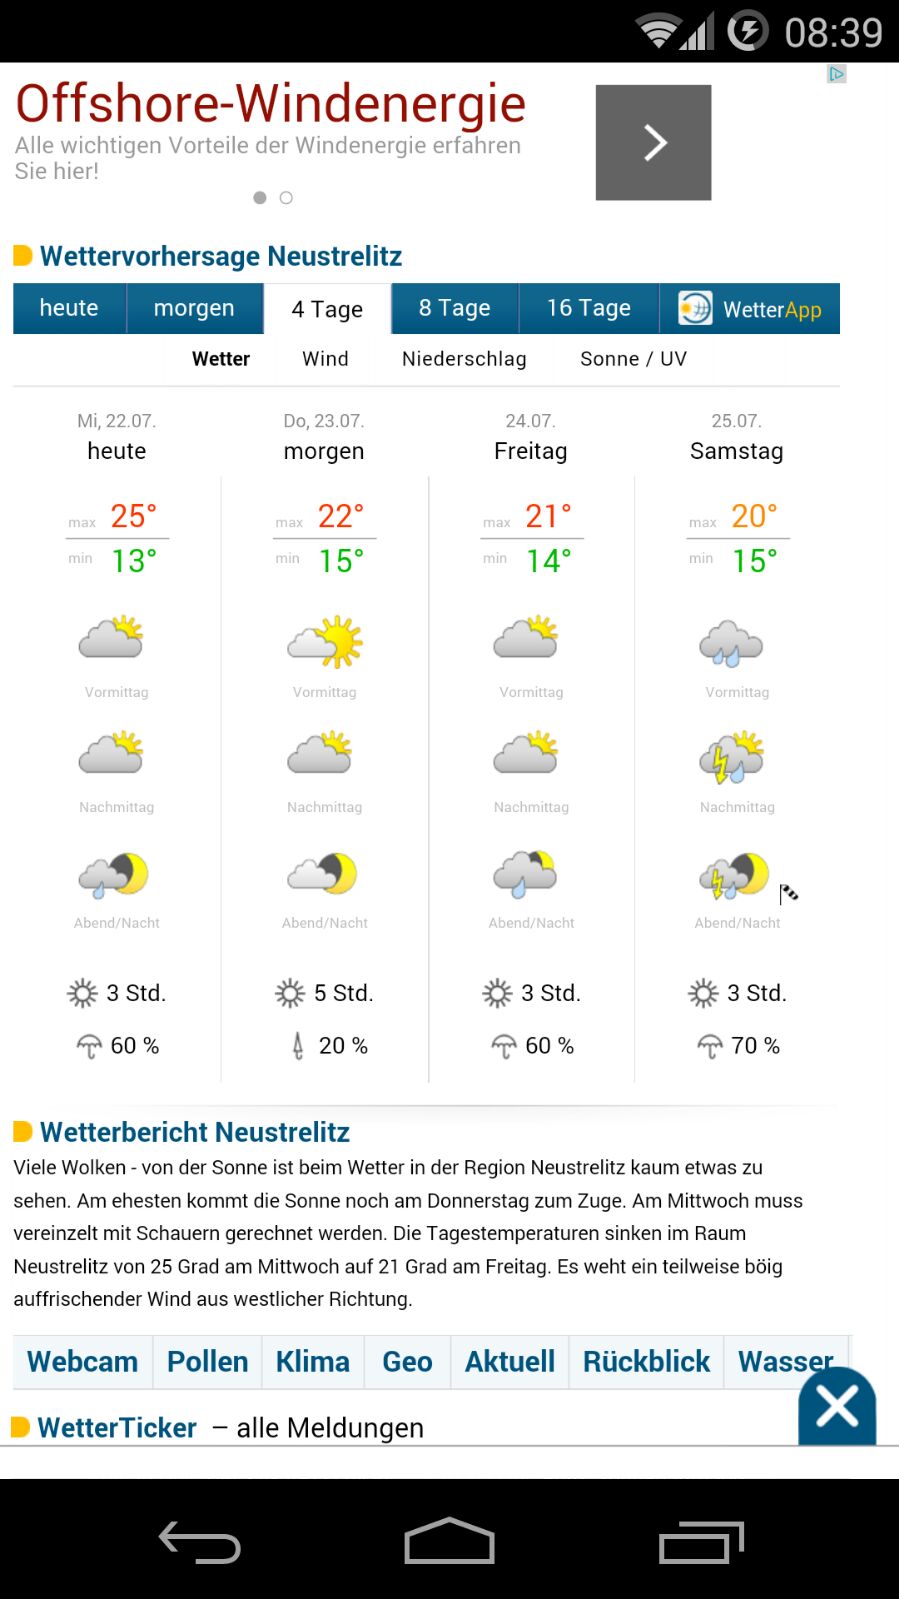 08:39
Offshore-Windenergie
Alle wichtigen Vorteile der Windenergie erfahren
Sie hier!
Wettervorhersage Neustrelitz
heute morgen 4 Tage 8 Tage 16 Tage WetterApp
Wetter Wind Niederschlag Sonne / UV
Mi, 22.07. Do, 23.07. 24.07. 25.07.
heute morgen Freitag Samstag
max 25° max 22° max 21° max 20°
min 13° min 15° min 14° min 15°
Vormittag Vormittag Vormittag Vormittag
Nachmittag Nachmittag Nachmittag Nachmittag
Abend/Nacht Abend/Nacht Abend/Nacht Abend/Nacht
3 Std. 5 Std. 3 Std. 3 Std.
60 % 20 % 60 % 70 %
Wetterbericht Neustrelitz
Viele Wolken - von der Sonne ist beim Wetter in der Region Neustrelitz kaum etwas zu
sehen. Am ehesten kommt die Sonne noch am Donnerstag zum Zuge. Am Mittwoch muss
vereinzelt mit Schauern gerechnet werden. Die Tagestemperaturen sinken im Raum
Neustrelitz von 25 Grad am Mittwoch auf 21 Grad am Freitag. Es weht ein teilweise böig
auffrischender Wind aus westlicher Richtung.
Webcam Pollen Klima Geo Aktuell Rückblick Wasser
WetterTicker – alle Meldungen